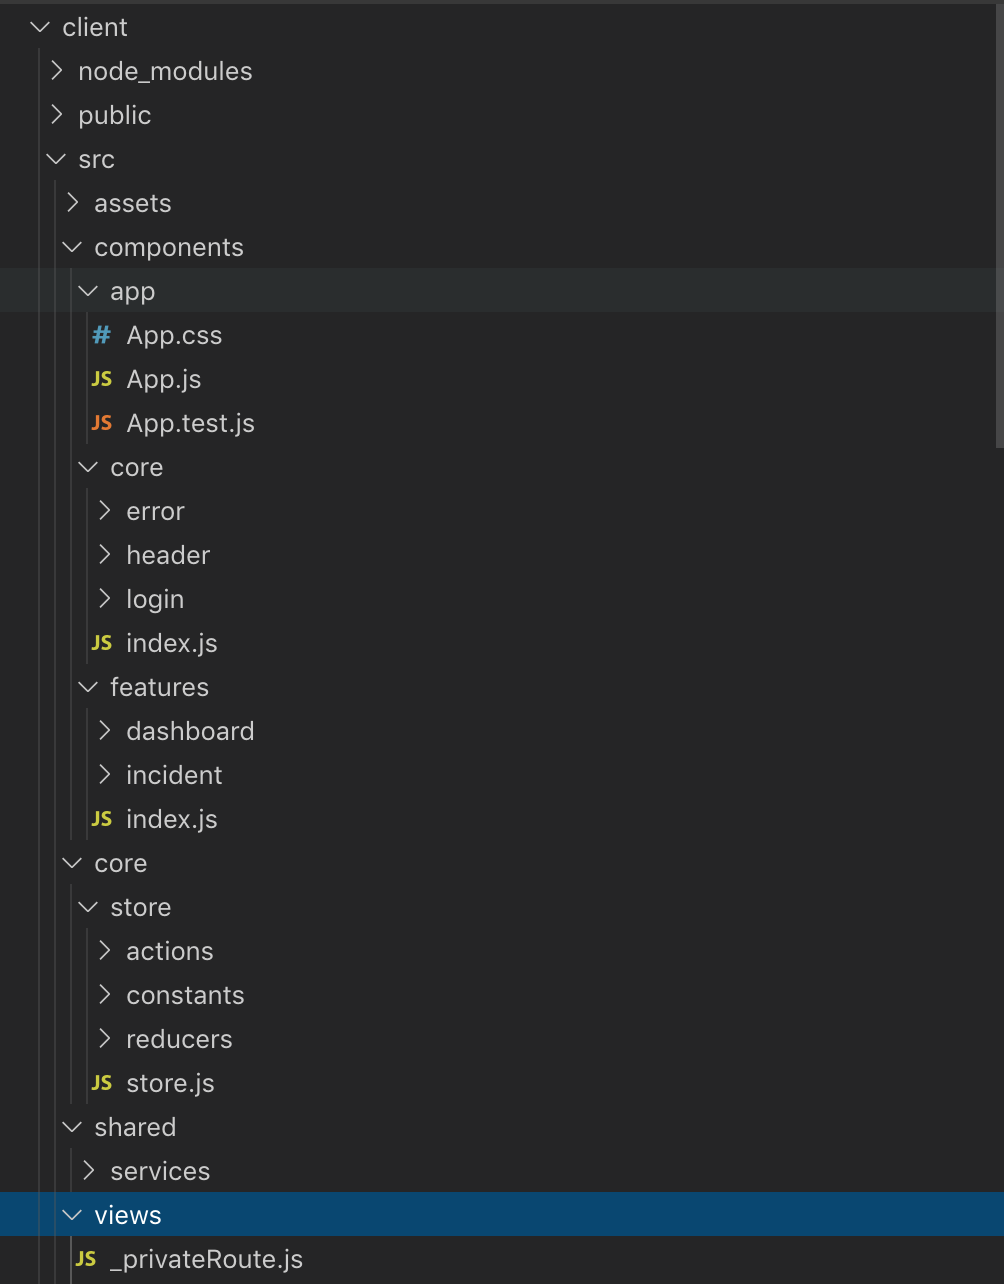 client
node_modules
public
src
assets
components
app
# App.css
JS App.js
JS App.test.js
core
error
header
login
JS index.js
features
dashboard
incident
JS index.js
core
store
actions
constants
reducers
JS store.js
shared
services
views
JS _privateRoute.js